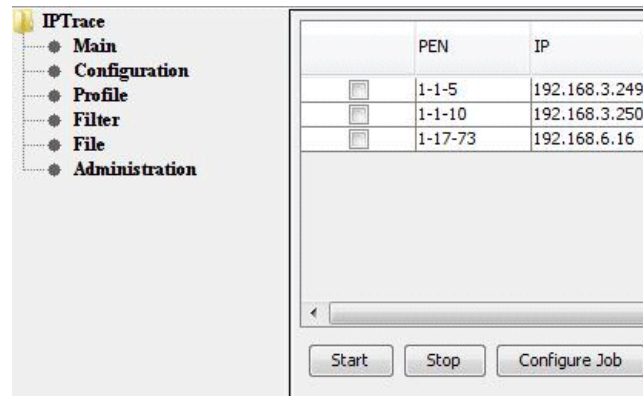 IPTrace
Main
Configuration
Profile
Filter
File
Administration
PEN IP
1-1-5 192.168.3.249
1-1-10 192.168.3.250
1-17-73 192.168.6.16
Start Stop Configure Job